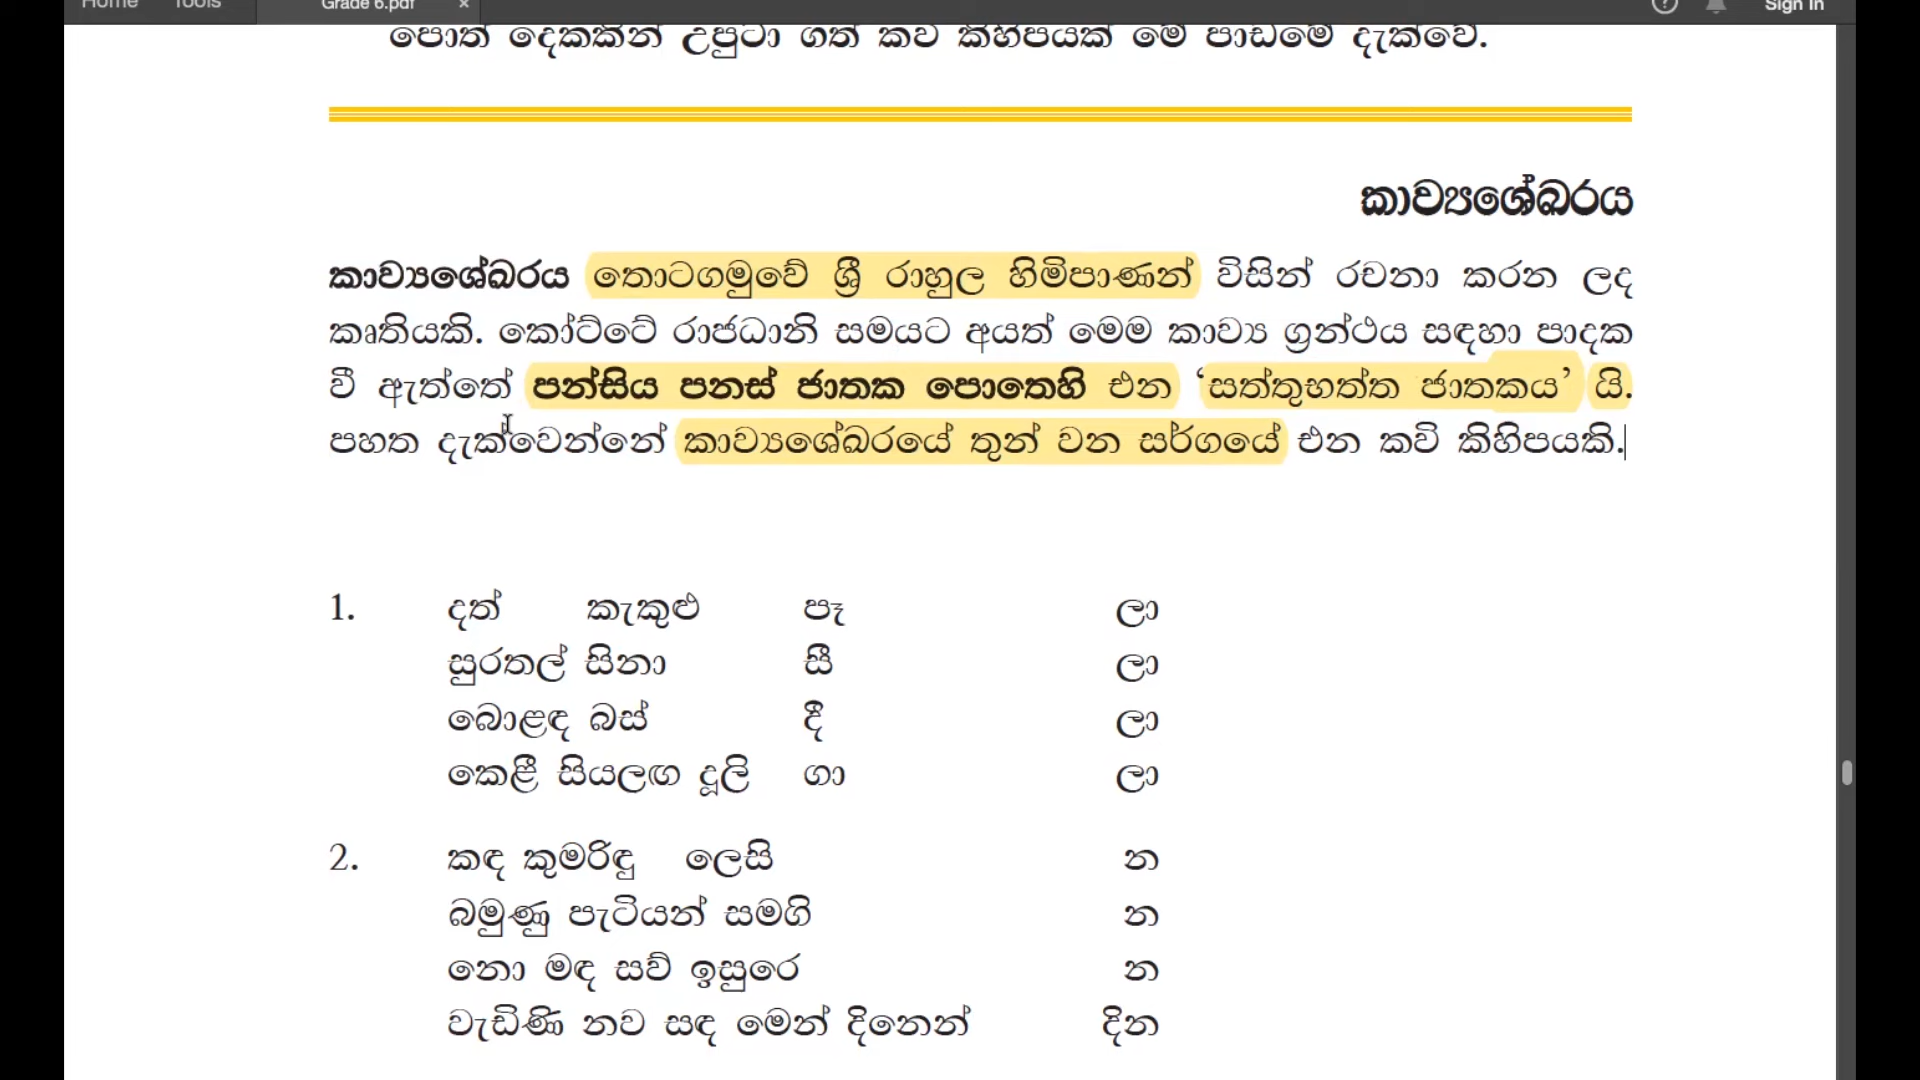 Home Tools Grade 6.pdf × Sign In
පොත් දෙකකින් උපුටා ගත් කවි කිහිපයක් මේ පාඩමේ දැක්වේ.
කාව්‍යශේඛරය
කාව්‍යශේඛරය තොටගමුවේ ශ්‍රී රාහුල හිමිපාණන් විසින් රචනා කරන ලද
කෘතියකි. කෝට්ටේ රාජධානි සමයට අයත් මෙම කාව්‍ය ග්‍රන්ථය සඳහා පාදක
වී ඇත්තේ පන්සිය පනස් ජාතක පොතෙහි එන ‘සත්තුභත්ත ජාතකය’ යි.
පහත දැක්වෙන්නේ කාව්‍යශේඛරයේ තුන් වන සර්ගයේ එන කවි කිහිපයකි.
1. දත් කැකුළු පෑ ලා
සුරතල් සිනා සී ලා
බොළඳ බස් දී ලා
කෙළී සියලඟ දූලි ගා ලා
2. කඳ කුමරිඳු ලෙසි න
බමුණු පැටියන් සමගි න
නො මඳ සව් ඉසුරෙ න
වැඩිණි නව සඳ මෙන් දිනෙන් දින